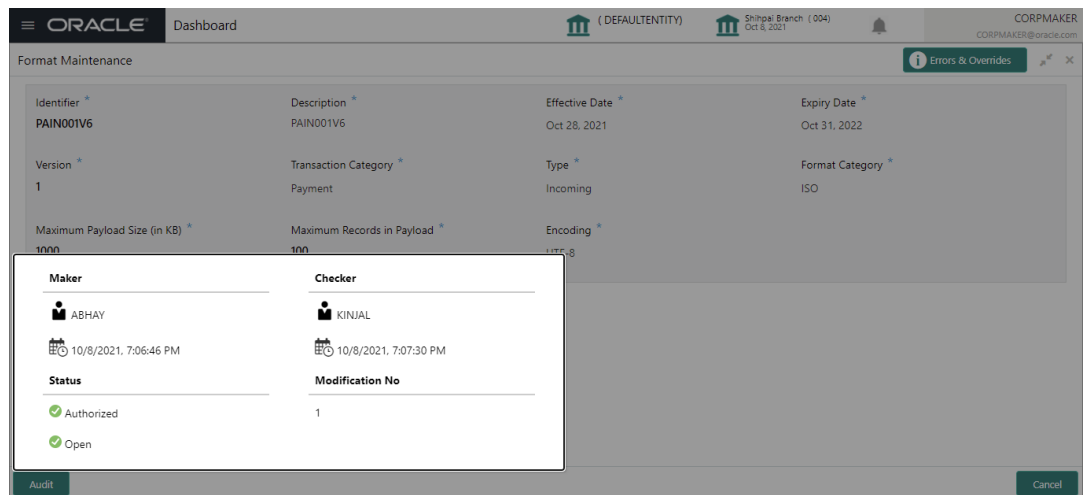 ORACLE Dashboard ( DEFAULTENTITY) Shihpai Branch ( 004) CORPMAKER
Oct 8, 2021 CORPMAKER@oracle.com
Format Maintenance Errors & Overrides
Identifier * Description * Effective Date * Expiry Date *
PAIN001V6 PAIN001V6 Oct 28, 2021 Oct 31, 2022
Version * Transaction Category * Type * Format Category *
1 Payment Incoming ISO
Maximum Payload Size (in KB) * Maximum Records in Payload * Encoding *
1000 100 UTF-8
Maker Checker
ABHAY KINJAL
10/8/2021, 7:06:46 PM 10/8/2021, 7:07:30 PM
Status Modification No
Authorized 1
Open
Audit Cancel